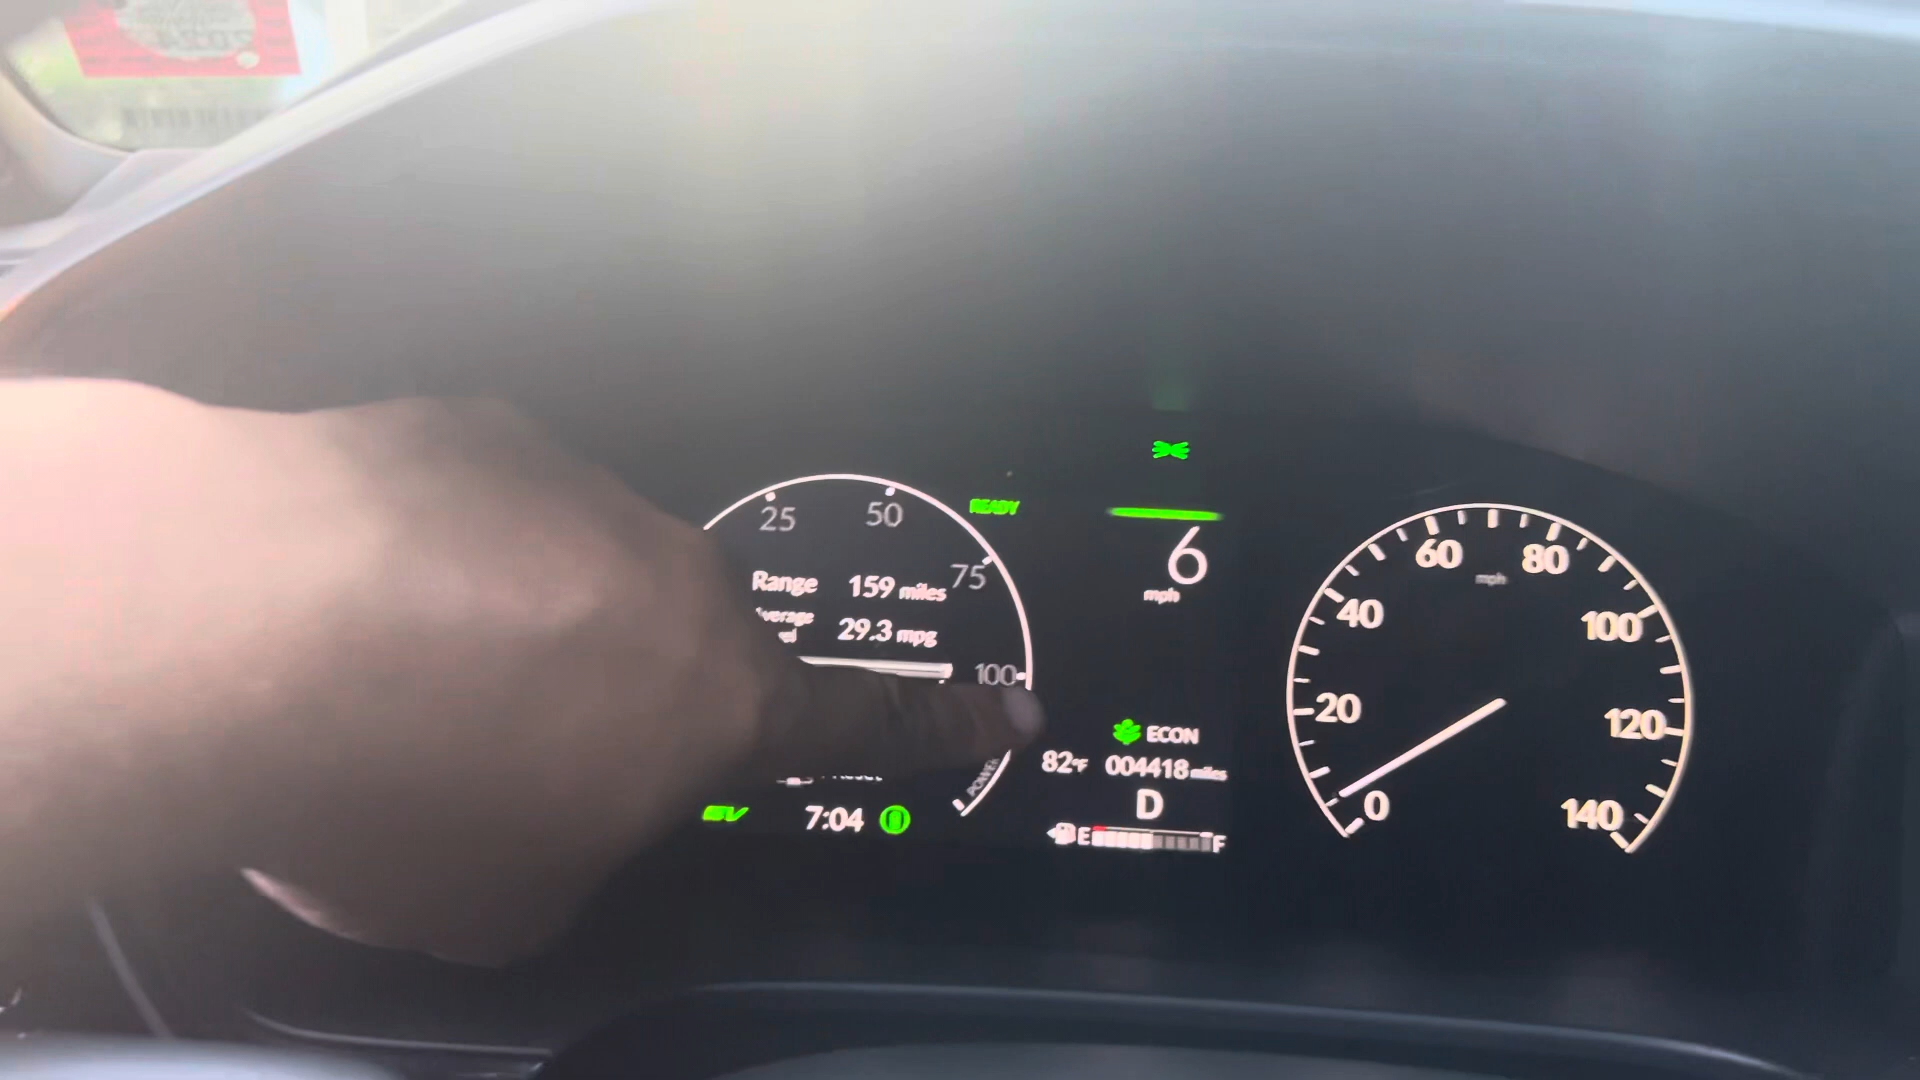 25
50
READY
75
6
mph
Range 159 miles
29.3 mpg
100
POWER
ECON
82°F 004418 miles
D
EV 7:04
E F
0
20
40
60
80
mph
100
120
140